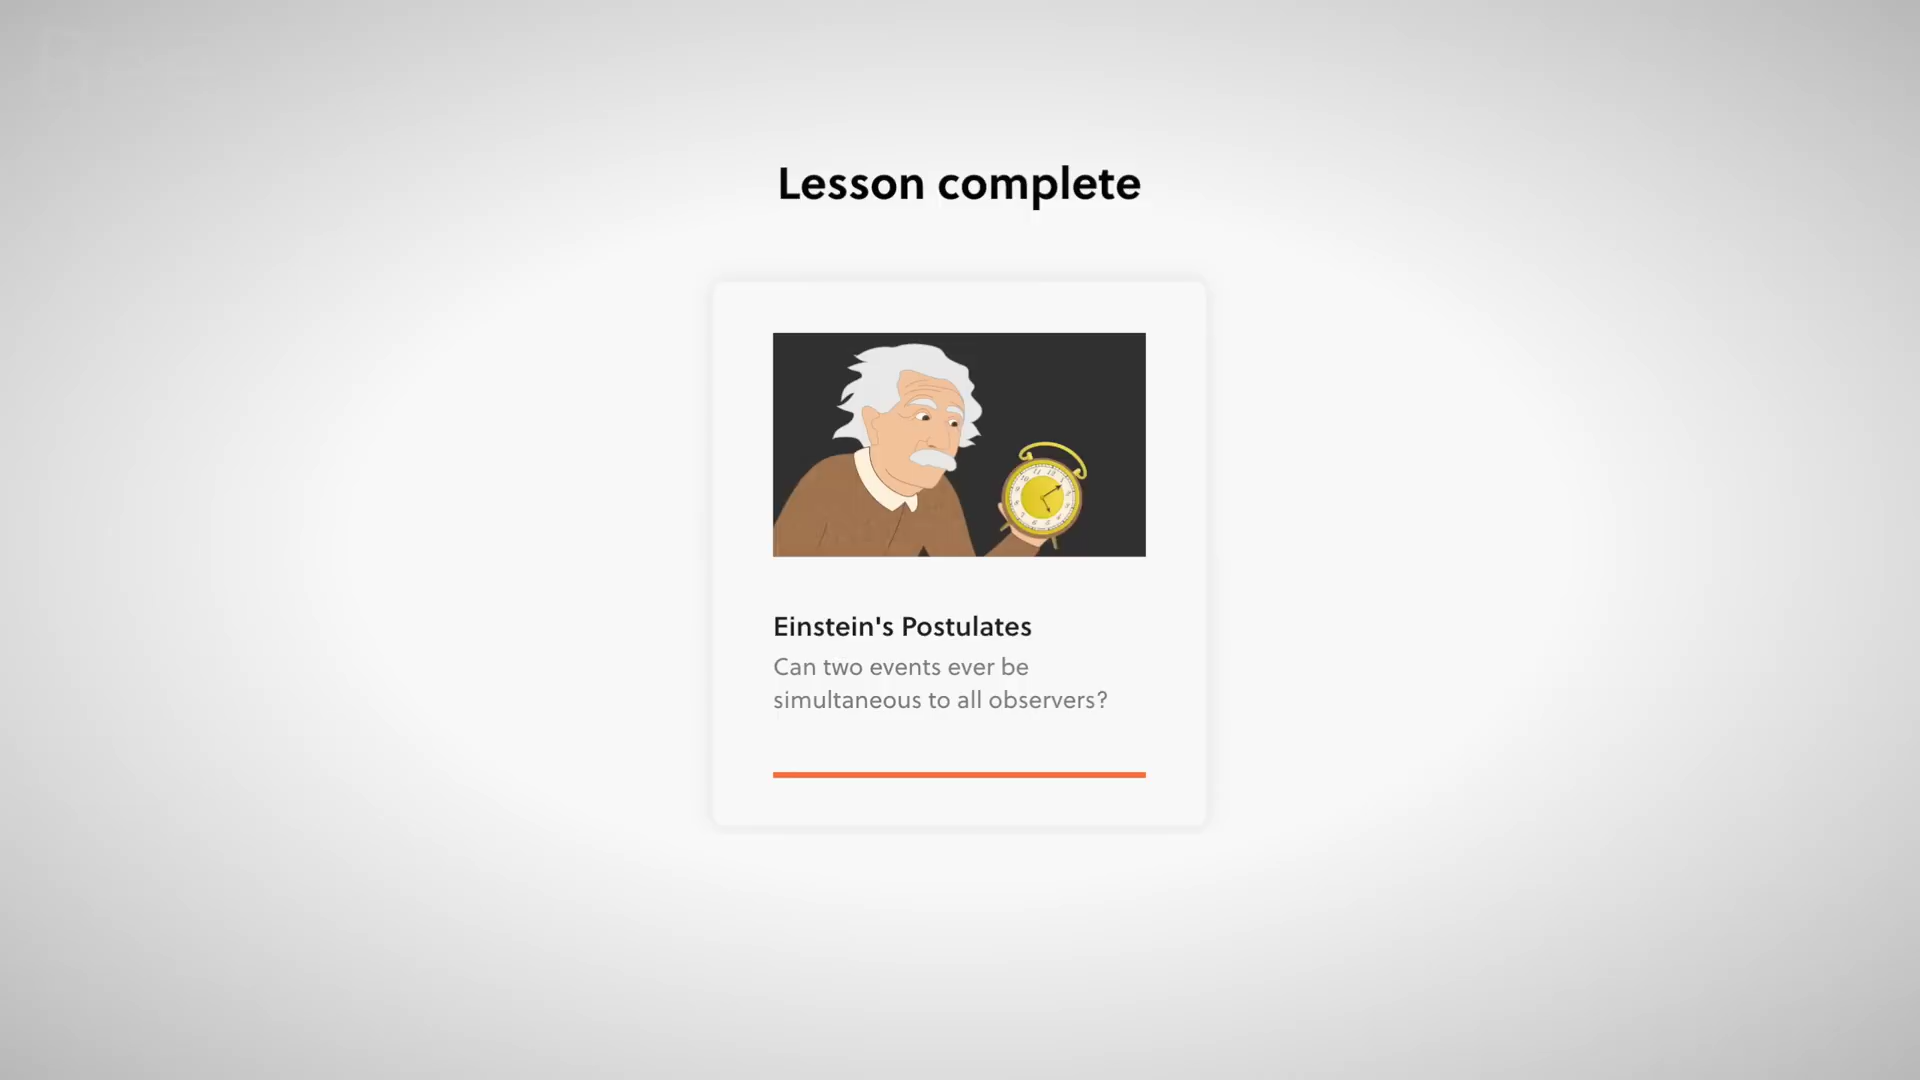 Lesson complete
Einstein's Postulates
Can two events ever be
simultaneous to all observers?